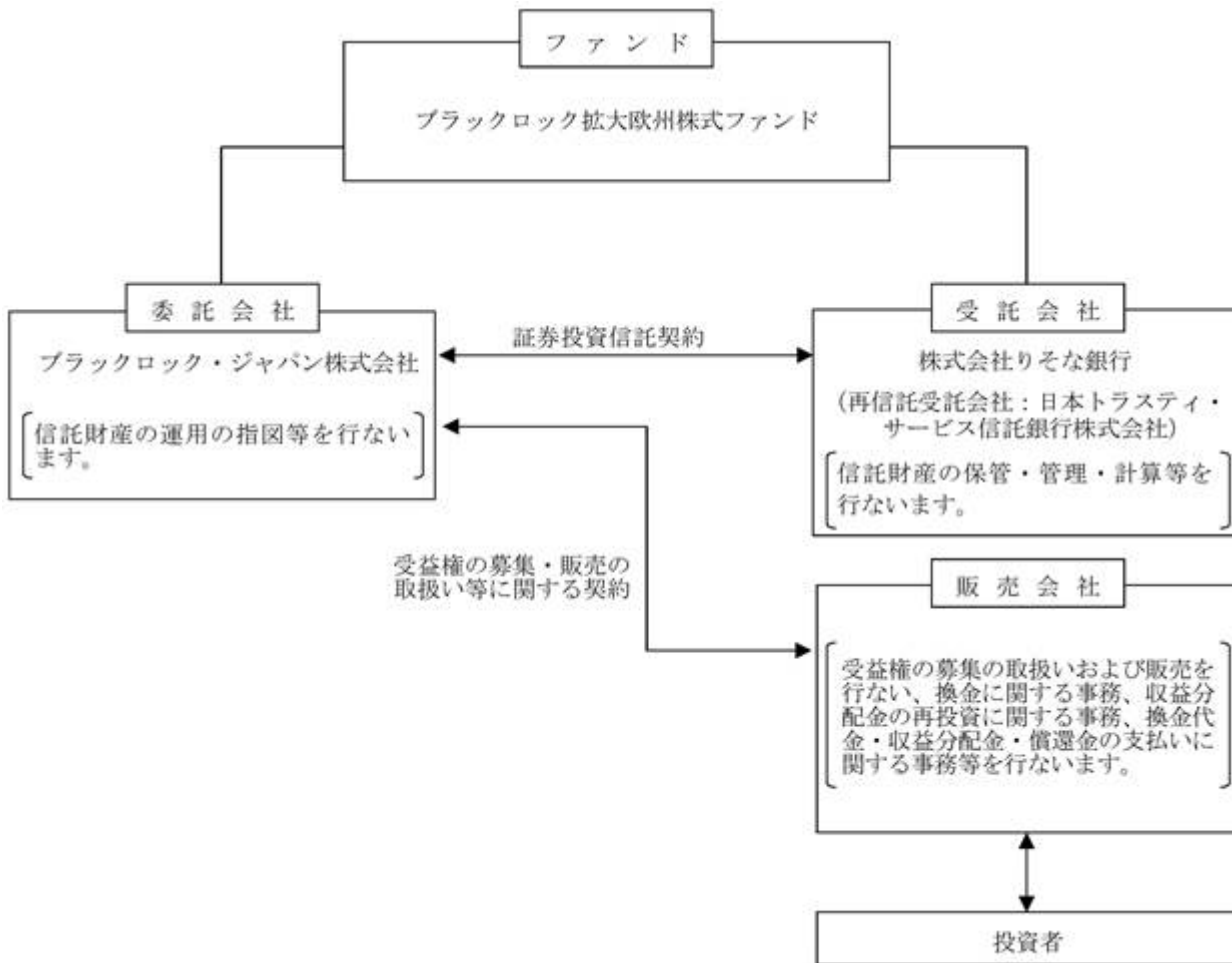 ファンド
ブラックロック拡大欧州株式ファンド
委託会社
ブラックロック・ジャパン株式会社
信託財産の運用の指図等を行ない
ます。
証券投資信託契約
受託会社
株式会社りそな銀行
(再信託受託会社:日本トラスティ・
サービス信託銀行株式会社)
信託財産の保管・管理・計算等を
行ないます。
受益権の募集・販売の
取扱い等に関する契約
販売会社
受益権の募集の取扱いおよび販売を
行ない、換金に関する事務、収益分
配金の再投資に関する事務、換金代
金・収益分配金・償還金の支払いに
関する事務等を行ないます。
投資者